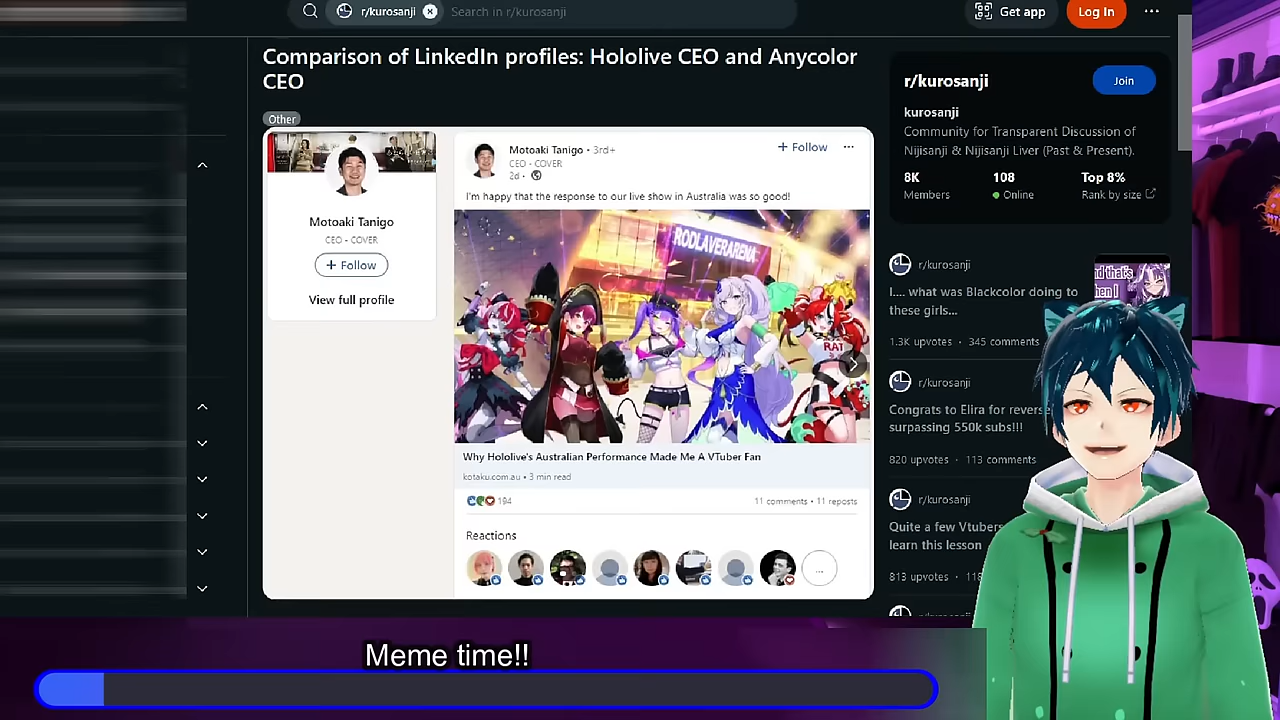 r/kurosanji
Search in r/kurosanji
Get app
Log In
Comparison of LinkedIn profiles: Hololive CEO and Anycolor
CEO
Other
Motoaki Tanigo
CEO - COVER
+ Follow
View full profile
Motoaki Tanigo • 3rd+
CEO - COVER
2d •
+ Follow
I'm happy that the response to our live show in Australia was so good!
RODLAVERARENA
RAT
Why Hololive's Australian Performance Made Me A VTuber Fan
kotaku.com.au • 3 min read
194
11 comments • 11 reposts
Reactions
...
r/kurosanji
Join
kurosanji
Community for Transparent Discussion of
Nijisanji & Nijisanji Liver (Past & Present).
8K
108
Top 8%
Members
Online
Rank by size
r/kurosanji
I.... what was Blackcolor doing to
these girls...
1.3K upvotes • 345 comments
r/kurosanji
Congrats to Elira for reverse
surpassing 550k subs!!!
820 upvotes • 113 comments
r/kurosanji
Quite a few Vtubers
learn this lesson
813 upvotes • 118
Meme time!!